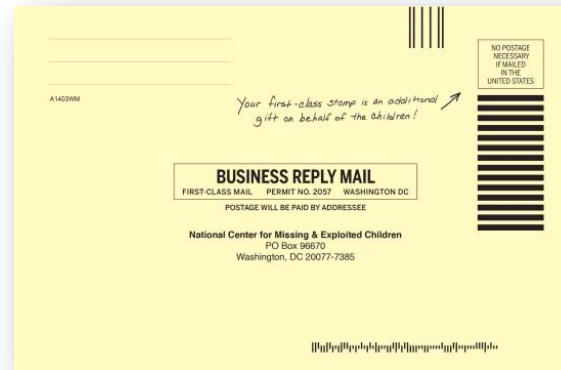 NO POSTAGE
NECESSARY
IF MAILED
IN THE
UNITED STATES
A1403WM
Your first-class stamp is an additional
gift on behalf of the children!
BUSINESS REPLY MAIL
FIRST-CLASS MAIL PERMIT NO. 2057 WASHINGTON DC
POSTAGE WILL BE PAID BY ADDRESSEE
National Center for Missing & Exploited Children
PO Box 96670
Washington, DC 20077-7385